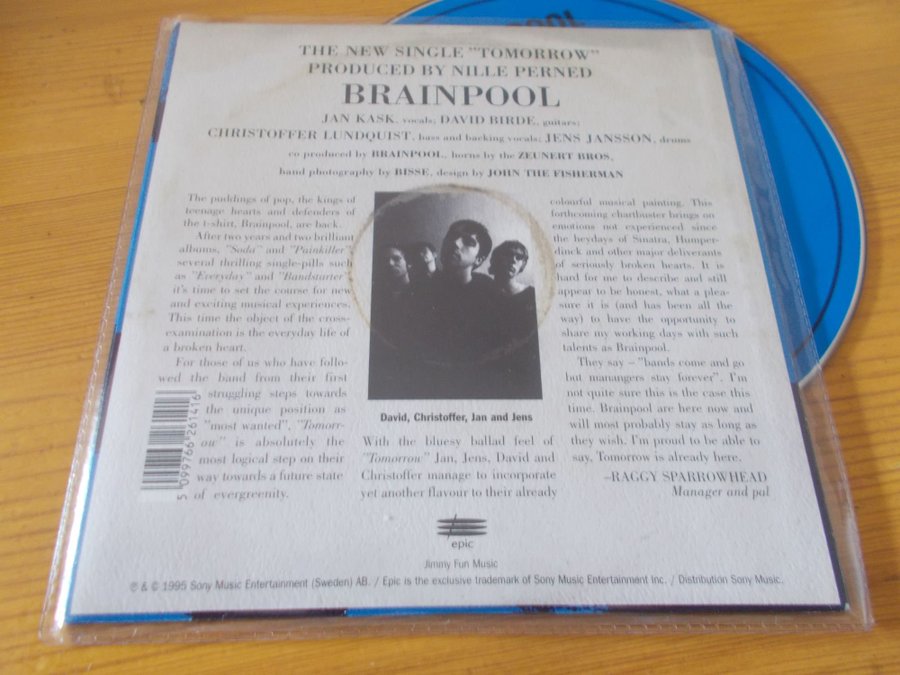 THE NEW SINGLE "TOMORROW"
PRODUCED BY NILLE PERNED
BRAINPOOL
JAN KASK, vocals; DAVID BIRDE, guitars;
CHRISTOFFER LUNDQUIST, bass and backing vocals; JENS JANSSON, drums
co produced by BRAINPOOL, horns by the ZEUNERT BROS,
band photography by BISSE, design by JOHN THE FISHERMAN
The puddings of pop, the kings of
teenage hearts and defenders of
the t-shirt, Brainpool, are back.
After two years and two brilliant
albums, "Soda" and "Painkiller"
several thrilling single-pills such
as "Everyday" and "Bandstarter"
it's time to set the course for new
and exciting musical experiences.
This time the object of the cross-
examination is the everyday life of
a broken heart.
For those of us who have follo-
wed the band from their first
struggling steps towards
the unique position as
"most wanted", "Tomorr-
ow" is absolutely the
most logical step on their
way towards a future state
of evergreenity.
5 099766 261416
David, Christoffer, Jan and Jens
With the bluesy ballad feel of
"Tomorrow" Jan, Jens, David and
Christoffer manage to incorporate
yet another flavour to their already
colourful musical painting. This
forthcoming chartbuster brings on
emotions not experienced since
the heydays of Sinatra, Humper-
dinck and other major deliverants
of seriously broken hearts. It is
hard for me to describe and still
appear to be honest, what a plea-
sure it is (and has been all the
way) to have the opportunity to
share my working days with such
talents as Brainpool.
They say – "bands come and go
but manangers stay forever". I'm
not quite sure this is the case this
time. Brainpool are here now and
will most probably stay as long as
they wish. I'm proud to be able to
say, Tomorrow is already here.
–RAGGY SPARROWHEAD
Manager and pal
epic
Jimmy Fun Music
℗ & © 1995 Sony Music Entertainment (Sweden) AB. / Epic is the exclusive trademark of Sony Music Entertainment Inc. / Distribution Sony Music.